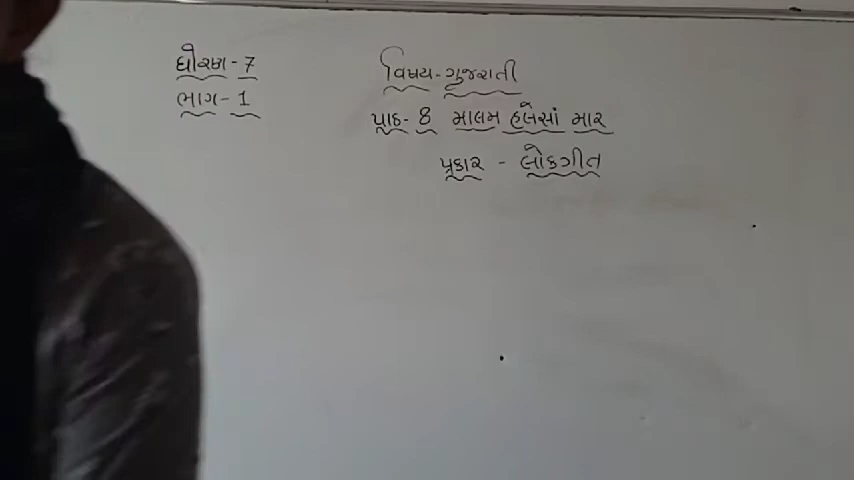 ધોરણ - 7
ભાગ - 1
વિષય - ગુજરાતી
પાઠ - 8 માલમ હલેસાં માર
પ્રકાર - લોકગીત